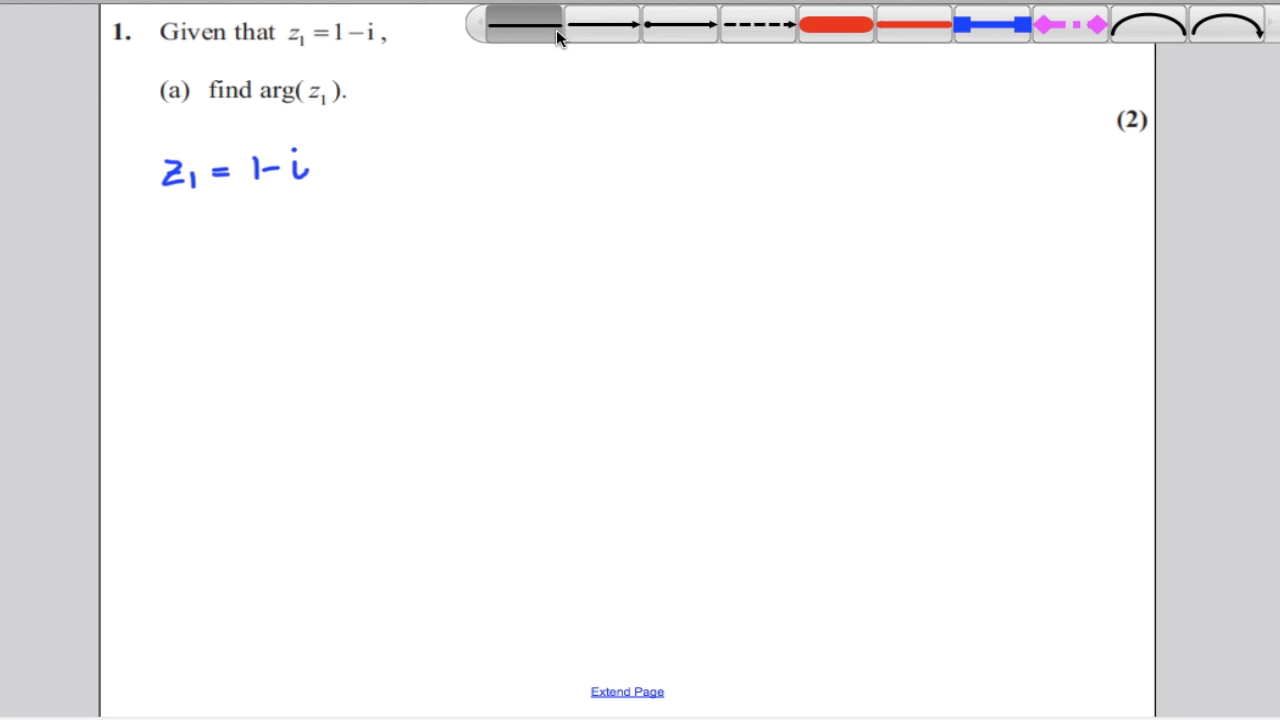 1. Given that z₁ = 1 – i,
(a) find arg( z₁ ).
(2)
z₁ = 1 - i
Extend Page